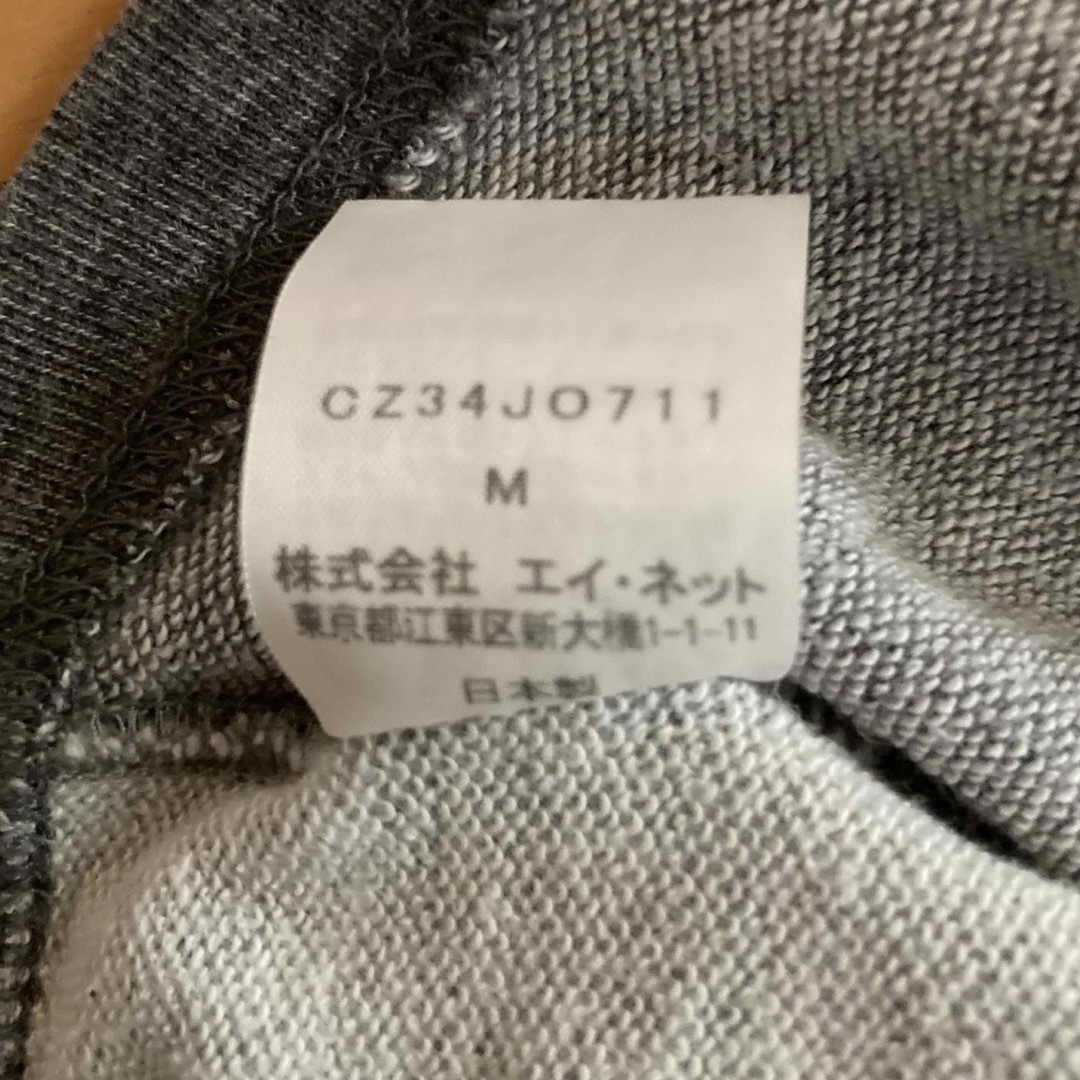 CZ34JO711
M
株式会社 エイ・ネット
東京都江東区新大橋1-1-11
日本製